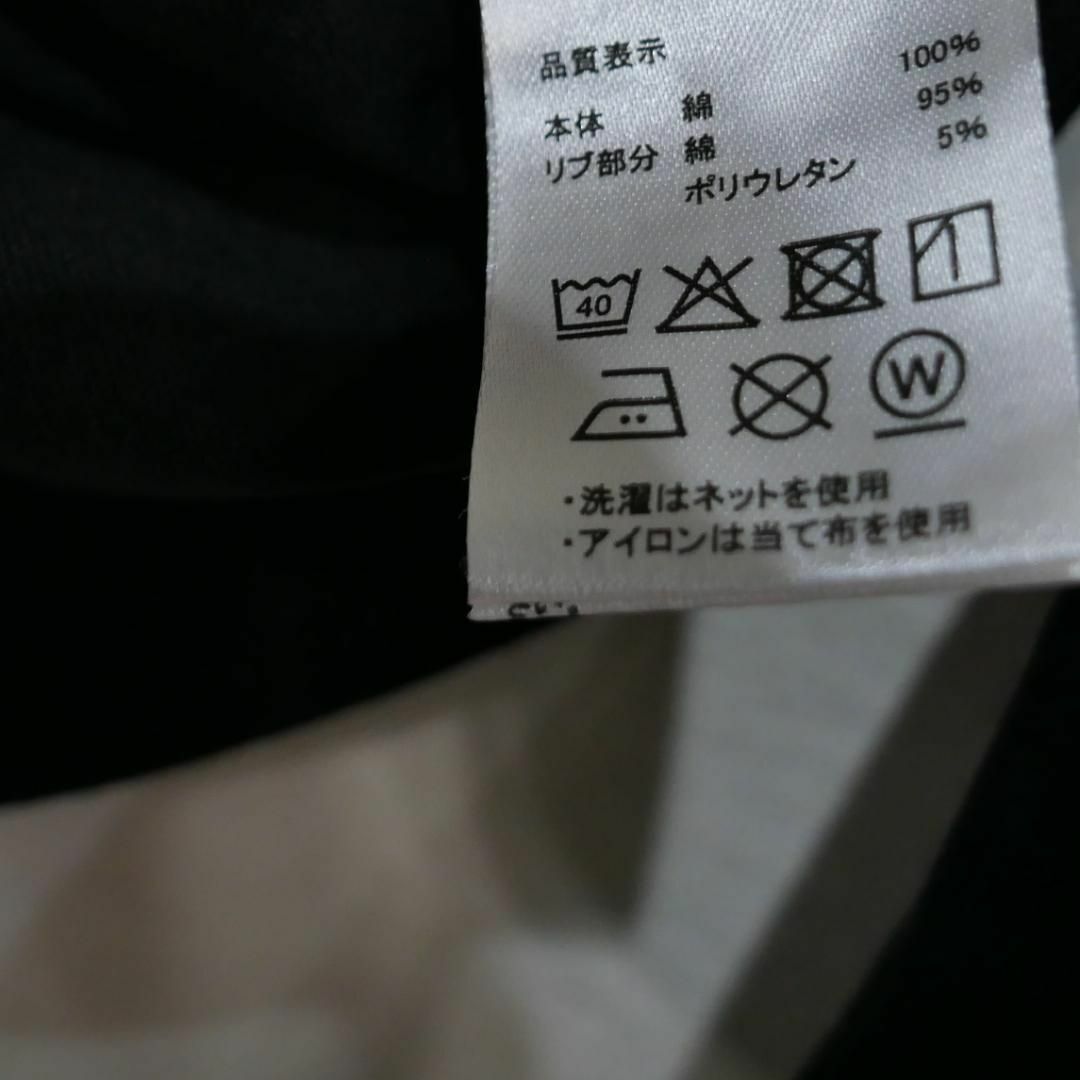 品質表示
本体 綿 100%
リブ部分 綿 95%
ポリウレタン 5%
40
W
・洗濯はネットを使用
・アイロンは当て布を使用